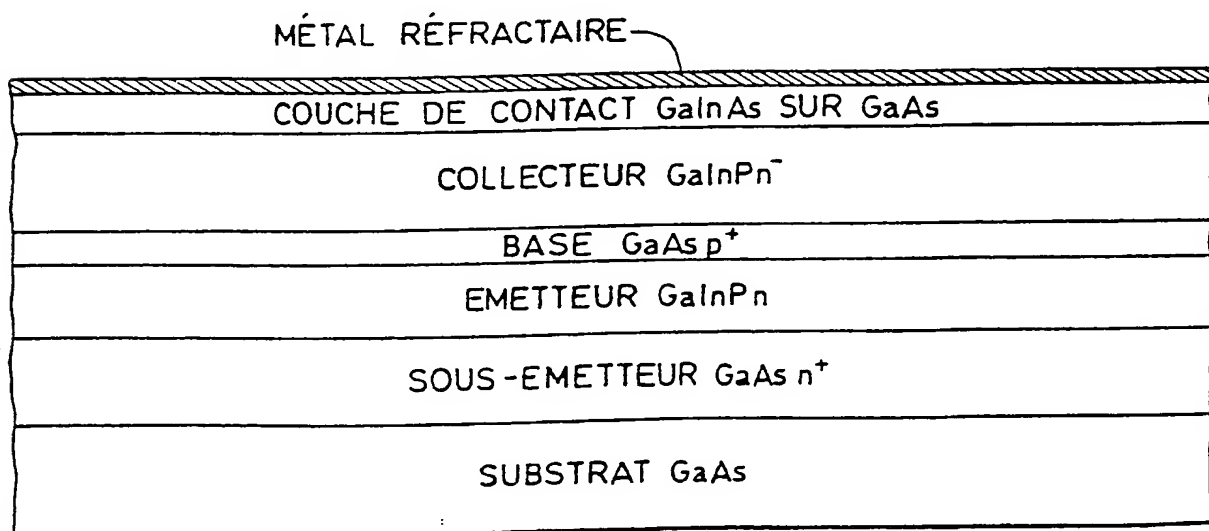 MÉTAL RÉFRACTAIRE
COUCHE DE CONTACT GaInAs SUR GaAs
COLLECTEUR GaInPn⁻
BASE GaAs p⁺
EMETTEUR GaInPn
SOUS-EMETTEUR GaAs n⁺
SUBSTRAT GaAs